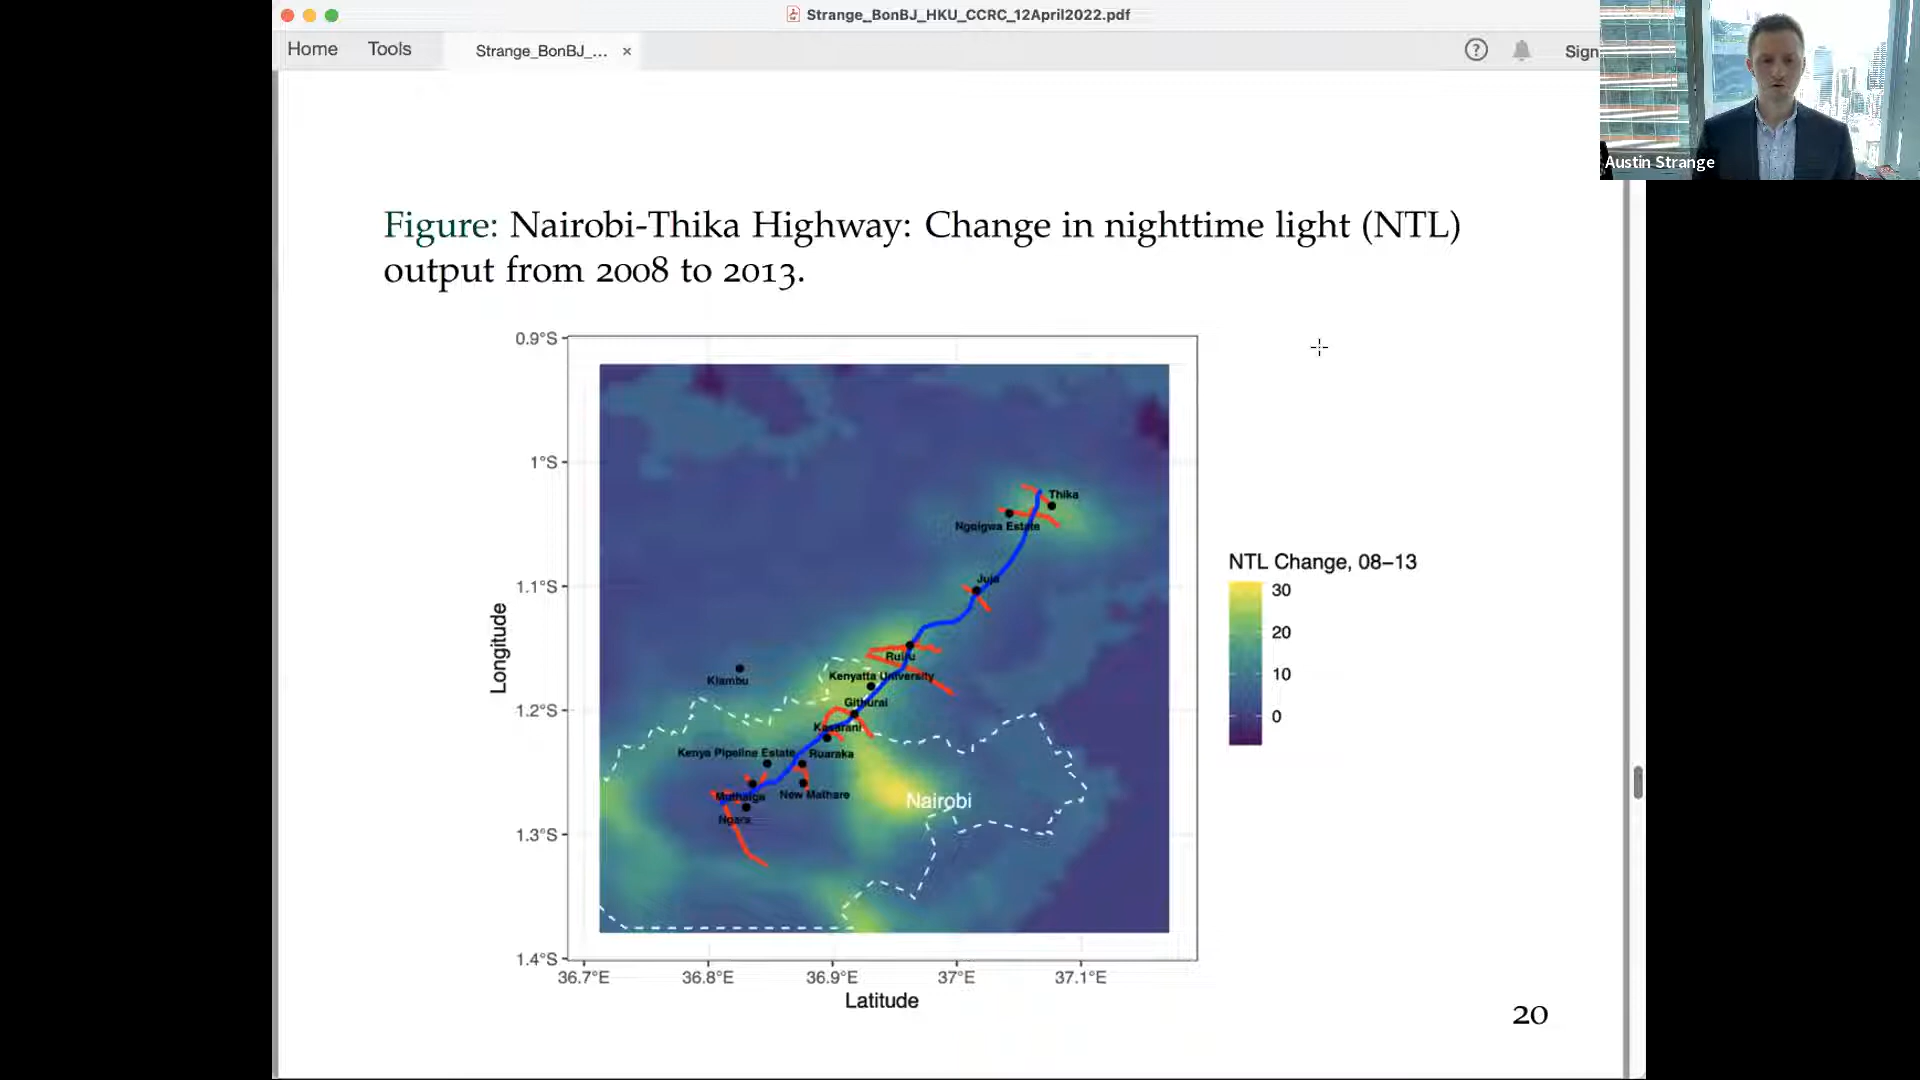 Strange_BonBJ_HKU_CCRC_12April2022.pdf
Home Tools Strange_BonBJ_... × ? Sign
Austin Strange
Figure: Nairobi-Thika Highway: Change in nighttime light (NTL)
output from 2008 to 2013.
0.9°S
1°S
1.1°S
1.2°S
1.3°S
1.4°S
Longitude
Thika
Ngoigwa Estate
Juja
Ruiru
Kiambu
Kenyatta University
Githurai
Kasarani
Kenya Pipeline Estate
Ruaraka
Muthaiga
New Mathare
Nairobi
Ngara
36.7°E 36.8°E 36.9°E 37°E 37.1°E
Latitude
NTL Change, 08–13
30
20
10
0
20